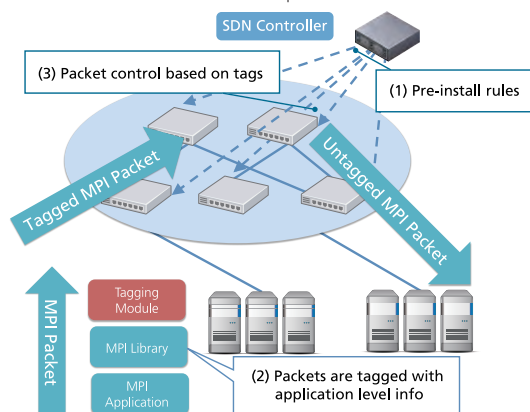 SDN Controller
(3) Packet control based on tags
(1) Pre-install rules
Tagged MPI Packet
Untagged MPI Packet
MPI Packet
Tagging
Module
MPI Library
MPI
Application
(2) Packets are tagged with
application level info